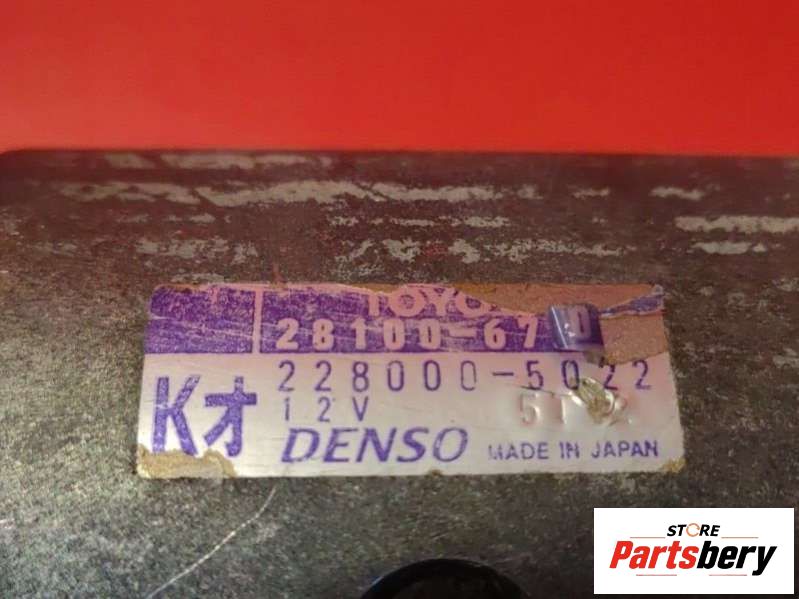 28100-67
228000-5022
12V
Kオ
DENSO MADE IN JAPAN
STORE
Partsbery